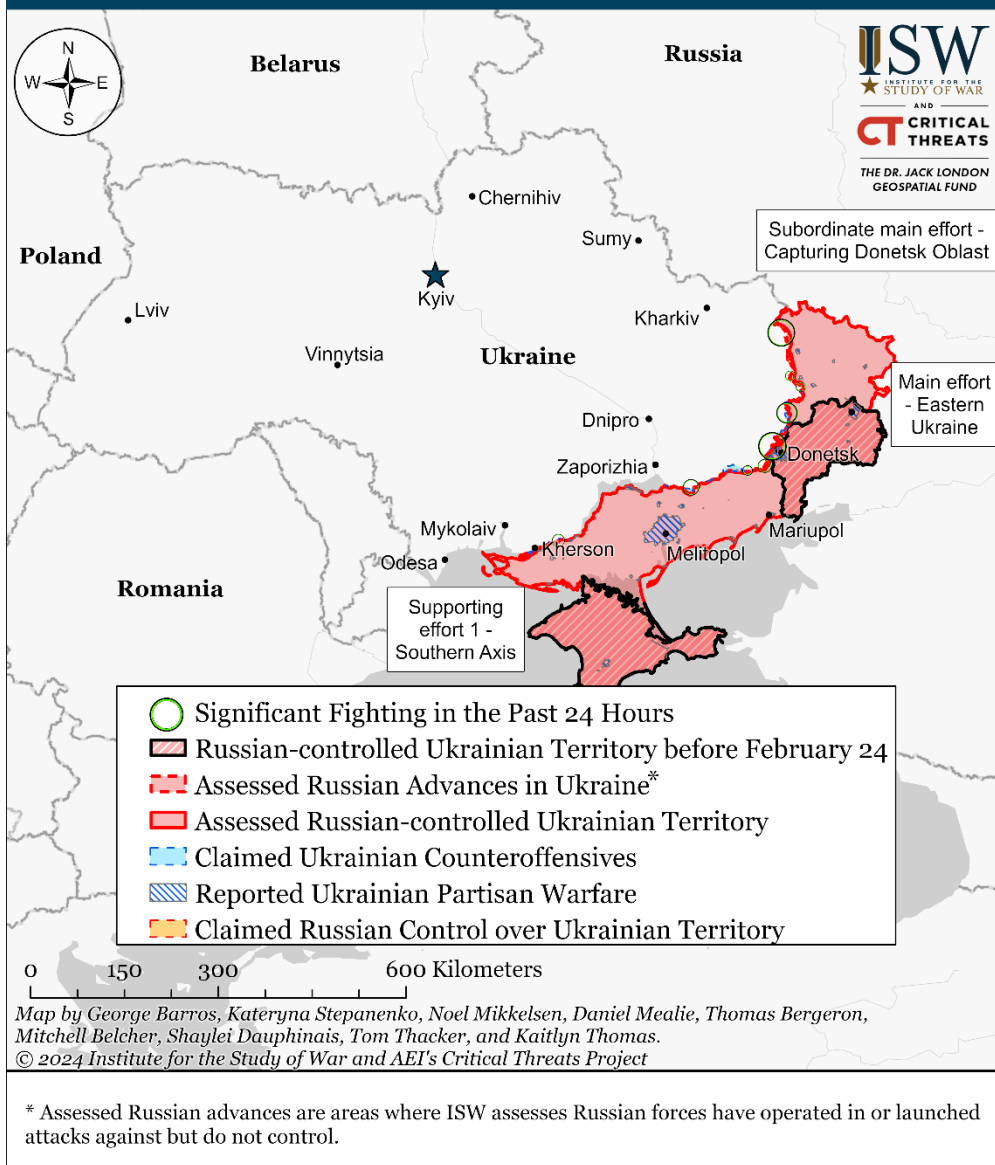 N
W
E
S
Belarus
Russia
ISW
INSTITUTE FOR THE
STUDY OF WAR
AND
CT CRITICAL
THREATS
THE DR. JACK LONDON
GEOSPATIAL FUND
Chernihiv
Subordinate main effort -
Capturing Donetsk Oblast
Sumy
Poland
Kyiv
Lviv
Kharkiv
Vinnytsia
Ukraine
Main effort
- Eastern
Ukraine
Dnipro
Donetsk
Zaporizhia
Mariupol
Mykolaiv
Kherson
Melitopol
Odesa
Romania
Supporting
effort 1 -
Southern Axis
Significant Fighting in the Past 24 Hours
Russian-controlled Ukrainian Territory before February 24
Assessed Russian Advances in Ukraine*
Assessed Russian-controlled Ukrainian Territory
Claimed Ukrainian Counteroffensives
Reported Ukrainian Partisan Warfare
Claimed Russian Control over Ukrainian Territory
0 150 300 600 Kilometers
Map by George Barros, Kateryna Stepanenko, Noel Mikkelsen, Daniel Mealie, Thomas Bergeron,
Mitchell Belcher, Shaylei Dauphinais, Tom Thacker, and Kaitlyn Thomas.
© 2024 Institute for the Study of War and AEI's Critical Threats Project
* Assessed Russian advances are areas where ISW assesses Russian forces have operated in or launched
attacks against but do not control.